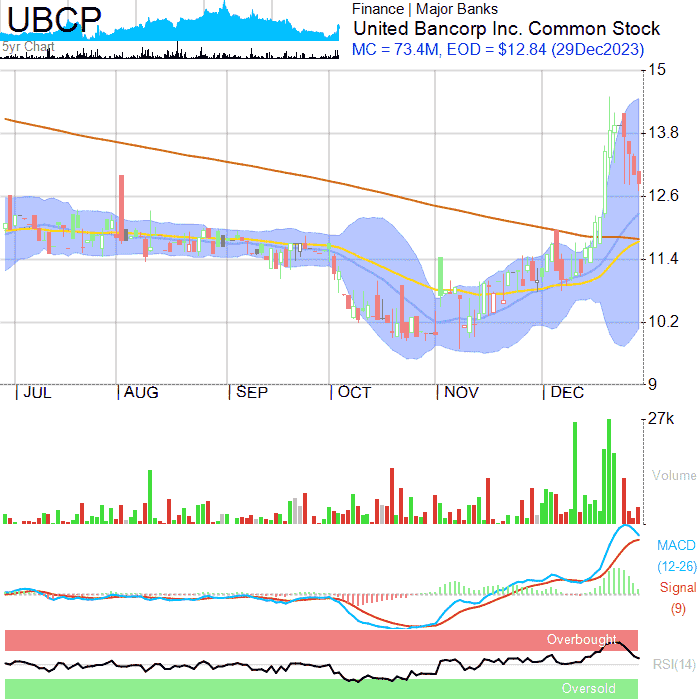 UBCP
5yr Chart
Finance | Major Banks
United Bancorp Inc. Common Stock
MC = 73.4M, EOD = $12.84 (29Dec2023)
15
13.8
12.6
11.4
10.2
9
| JUL | AUG | SEP | OCT | NOV | DEC
27k
Volume
MACD
(12-26)
Signal
(9)
Overbought
RSI(14)
Oversold